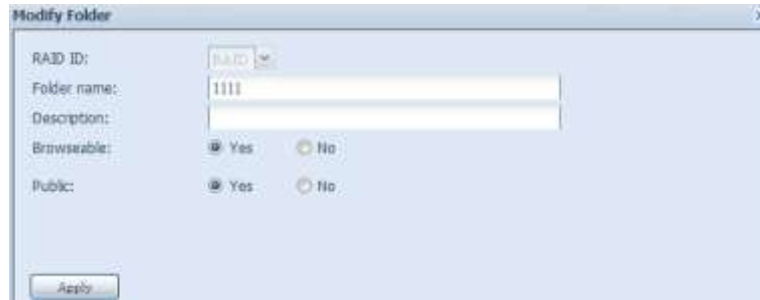 Modify Folder
RAID ID: RAID
Folder name: 1111
Description:
Browseable: Yes No
Public: Yes No
Apply